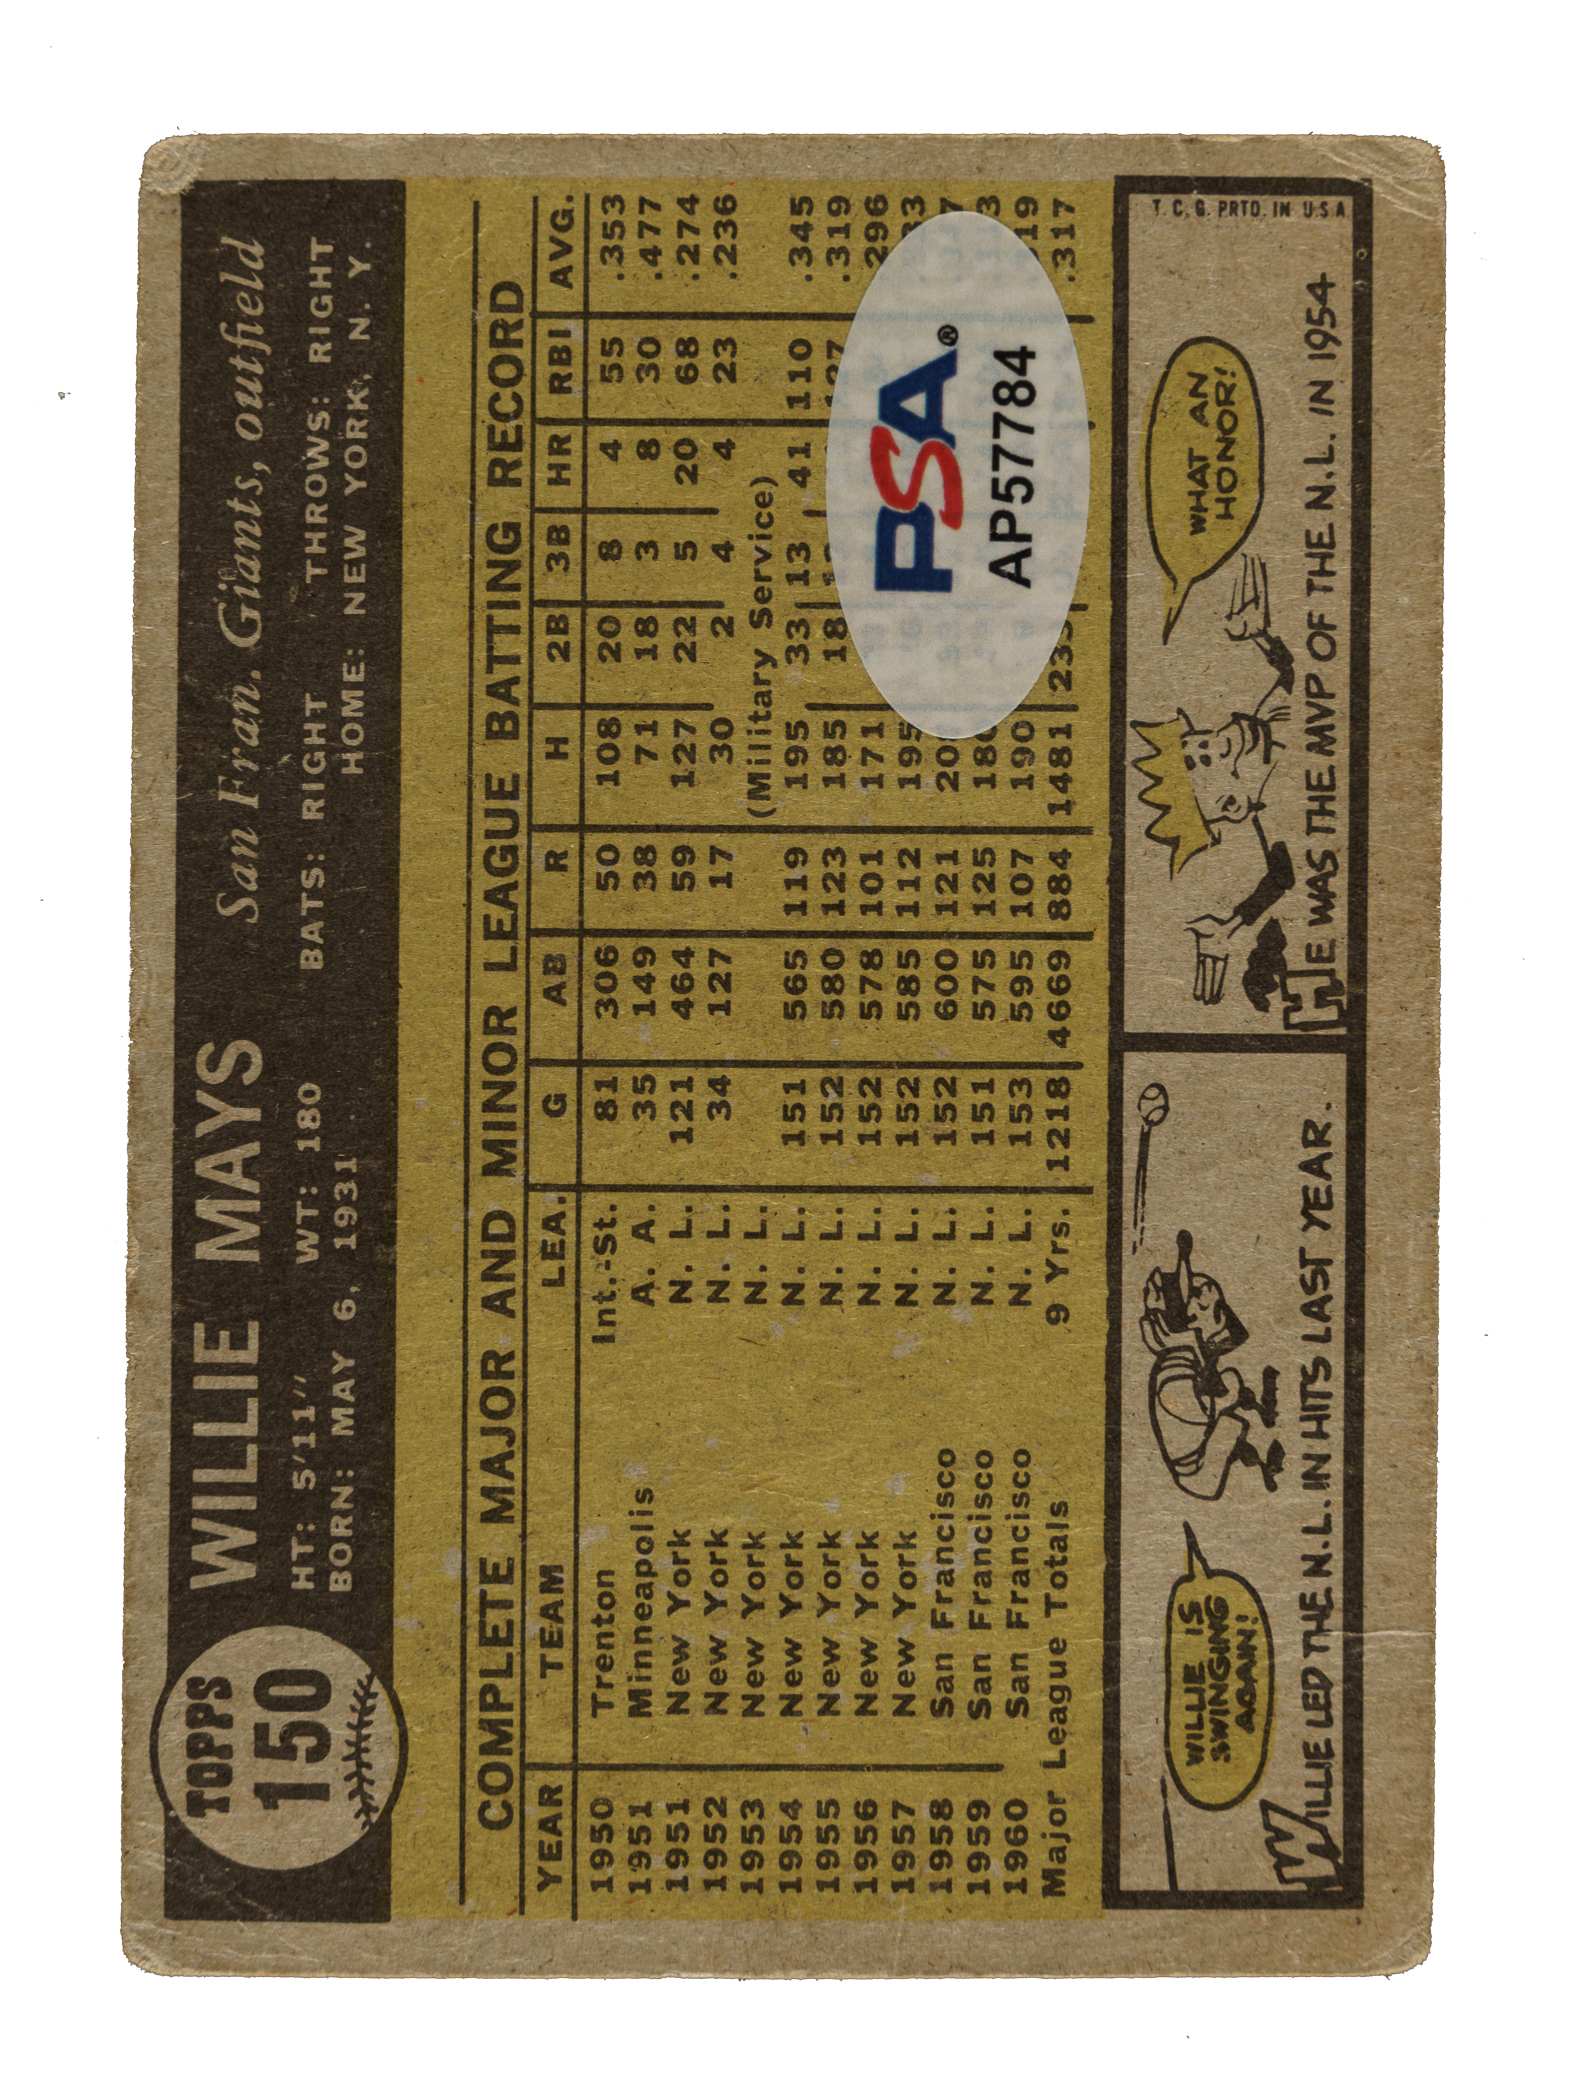 TOPPS
150
WILLIE MAYS San Fran. Giants, outfield
HT: 5'11" WT: 180 BATS: RIGHT THROWS: RIGHT
BORN: MAY 6, 1931 HOME: NEW YORK, N. Y.
COMPLETE MAJOR AND MINOR LEAGUE BATTING RECORD
YEAR TEAM LEA. G AB R H 2B 3B HR RBI AVG.
1950 Trenton Int.-St. 81 306 50 108 20 8 4 55 .353
1951 Minneapolis A. A. 35 149 38 71 18 3 8 30 .477
1951 New York N. L. 121 464 59 127 22 5 20 68 .274
1952 New York N. L. 34 127 17 30 2 4 4 23 .236
1953 New York N. L. (Military Service)
1954 New York N. L. 151 565 119 195 33 13 41 110 .345
1955 New York N. L. 152 580 123 185 18 .319
1956 New York N. L. 152 578 101 171 .296
1957 New York N. L. 152 585 112 195
1958 San Francisco N. L. 152 600 121
1959 San Francisco N. L. 151 575 125
1960 San Francisco N. L. 153 595 107 190
Major League Totals 9 Yrs. 1218 4669 884 1481 .317
PSA®
AP57784
WILLIE IS
SWINGING
AGAIN!
WILLIE LED THE N.L. IN HITS LAST YEAR.
T. C. G. PRTD. IN U.S.A.
WHAT AN
HONOR!
HE WAS THE MVP OF THE N.L. IN 1954